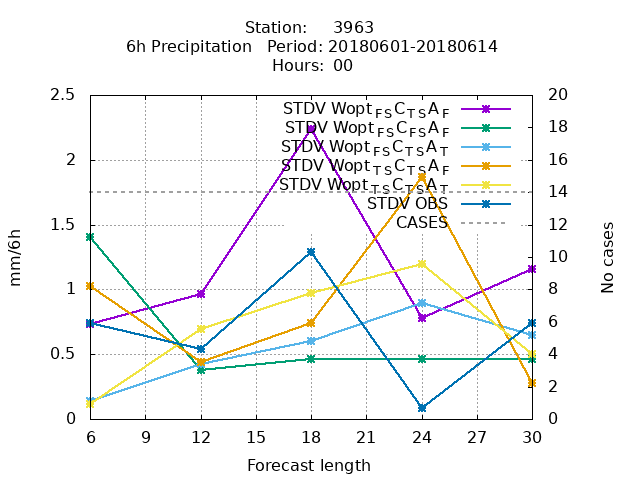 Station: 3963
6h Precipitation Period: 20180601-20180614
Hours: 00
STDV Wopt_FS C_TS A_F
STDV Wopt_FS C_FS A_F
STDV Wopt_FS C_TS A_T
STDV Wopt_TS C_TS A_F
STDV Wopt_TS C_TS A_T
STDV OBS
CASES
mm/6h
2.5
2
1.5
1
0.5
0
No cases
20
18
16
14
12
10
8
6
4
2
0
6 9 12 15 18 21 24 27 30
Forecast length